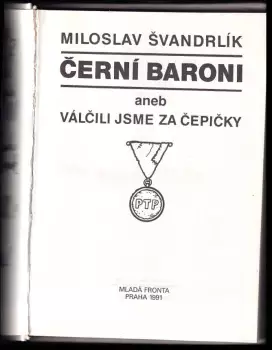 MILOSLAV ŠVANDRLÍK
ČERNÍ BARONI
aneb
VÁLČILI JSME ZA ČEPIČKY
PTP
MLADÁ FRONTA
PRAHA 1991